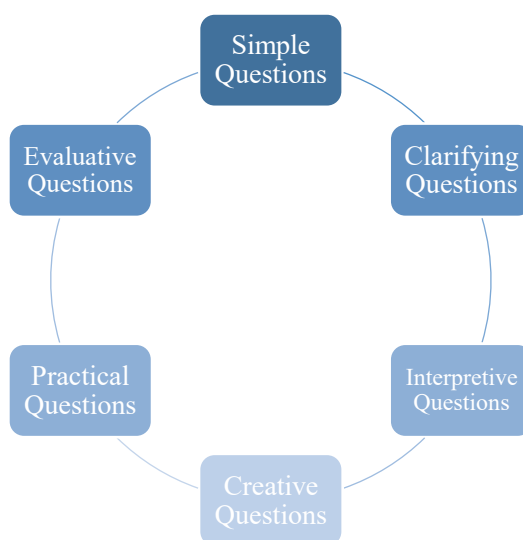 Simple
Questions
Clarifying
Questions
Interpretive
Questions
Creative
Questions
Practical
Questions
Evaluative
Questions